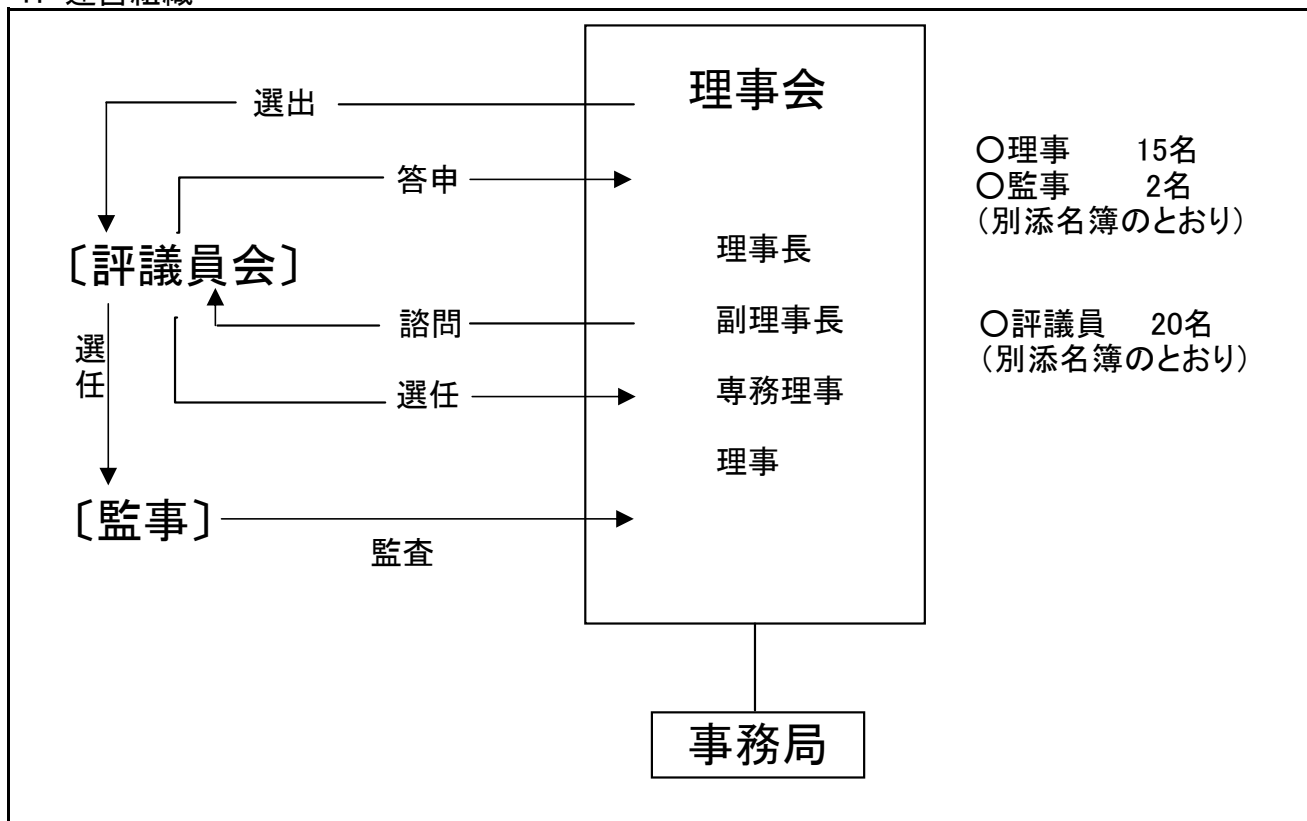 理事会
選出
答申
〔評議員会〕
諮問
選任
選任
〔監事〕
監査
理事長
副理事長
専務理事
理事
○理事 15名
○監事 2名
(別添名簿のとおり)
○評議員 20名
(別添名簿のとおり)
事務局